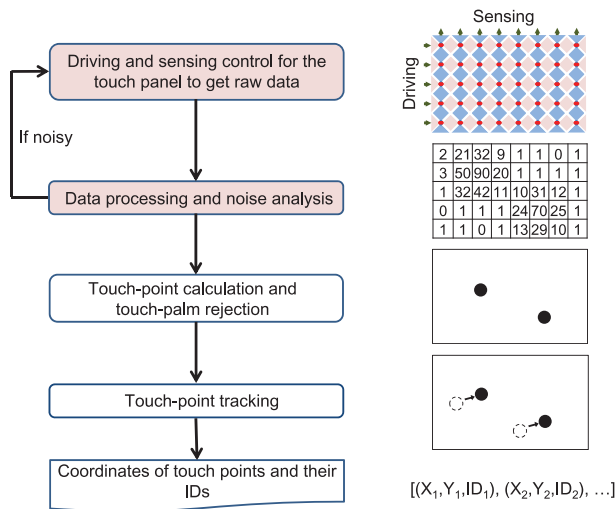 Sensing
Driving
Driving and sensing control for the
touch panel to get raw data
If noisy
Data processing and noise analysis
2 21 32 9 1 1 0 1
3 50 90 20 1 1 1 1
1 32 42 11 10 31 12 1
0 1 1 1 24 70 25 1
1 1 0 1 13 29 10 1
Touch-point calculation and
touch-palm rejection
Touch-point tracking
Coordinates of touch points and their
IDs
[(X₁,Y₁,ID₁), (X₂,Y₂,ID₂), ...]